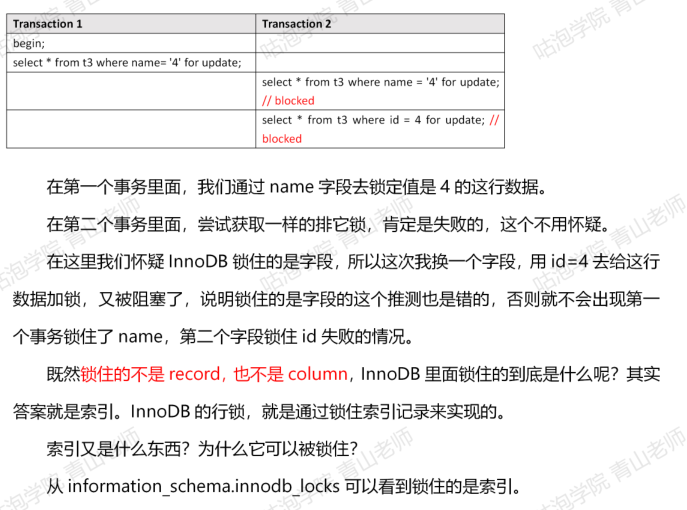 Transaction 1 Transaction 2
begin;
select * from t3 where name= '4' for update;
select * from t3 where name = '4' for update;
// blocked
select * from t3 where id = 4 for update; //
blocked
在第一个事务里面，我们通过 name 字段去锁定值是 4 的这行数据。
在第二个事务里面，尝试获取一样的排它锁，肯定是失败的，这个不用怀疑。
在这里我们怀疑 InnoDB 锁住的是字段，所以这次我换一个字段，用 id=4 去给这行
数据加锁，又被阻塞了，说明锁住的是字段的这个推测也是错的，否则就不会出现第一
个事务锁住了 name，第二个字段锁住 id 失败的情况。
既然锁住的不是 record，也不是 column，InnoDB 里面锁住的到底是什么呢？其实
答案就是索引。InnoDB 的行锁，就是通过锁住索引记录来实现的。
索引又是什么东西？为什么它可以被锁住？
从 information_schema.innodb_locks 可以看到锁住的是索引。
咕泡学院 青山老师